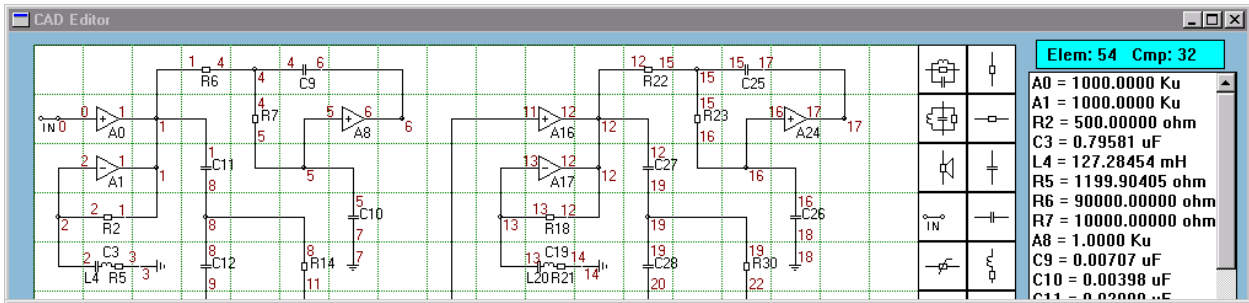 CAD Editor
Elem: 54 Cmp: 32
1 4 4 6 12 15 15 17
R6 4 C9 R22 15 C25
4 R7 15 R23
IN 0 0 1 A0 1 5 5 6 A8 6 11 12 A16 12 16 16 17 A24 17
2 1 A1 1 1 C11 8 5 13 12 A17 12 12 C27 19 16
2 2 1 R2 8 5 C10 7 13 13 12 R18 19 16 C26 18
2 C3 3 3 8 8 7 13 C19 14 14 19 19 18
L4 R5 C12 9 R14 11 L20 R21 C28 20 R30 22
IN
A0 = 1000.0000 Ku
A1 = 1000.0000 Ku
R2 = 500.00000 ohm
C3 = 0.79581 uF
L4 = 127.28454 mH
R5 = 1199.90405 ohm
R6 = 90000.00000 ohm
R7 = 10000.00000 ohm
A8 = 1.0000 Ku
C9 = 0.00707 uF
C10 = 0.00398 uF